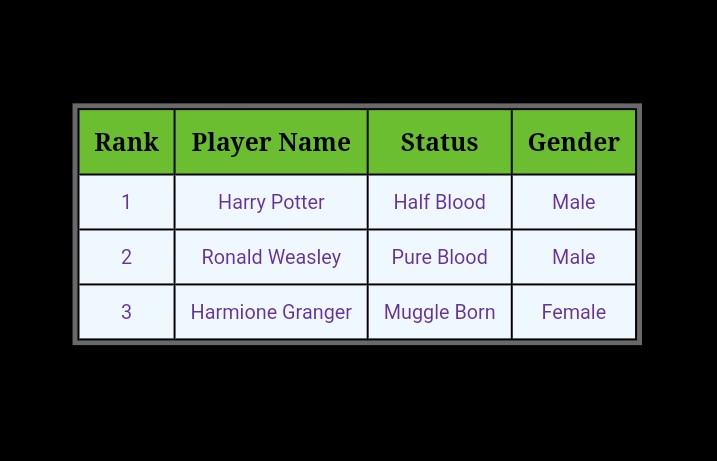 Rank Player Name Status Gender
1 Harry Potter Half Blood Male
2 Ronald Weasley Pure Blood Male
3 Harmione Granger Muggle Born Female